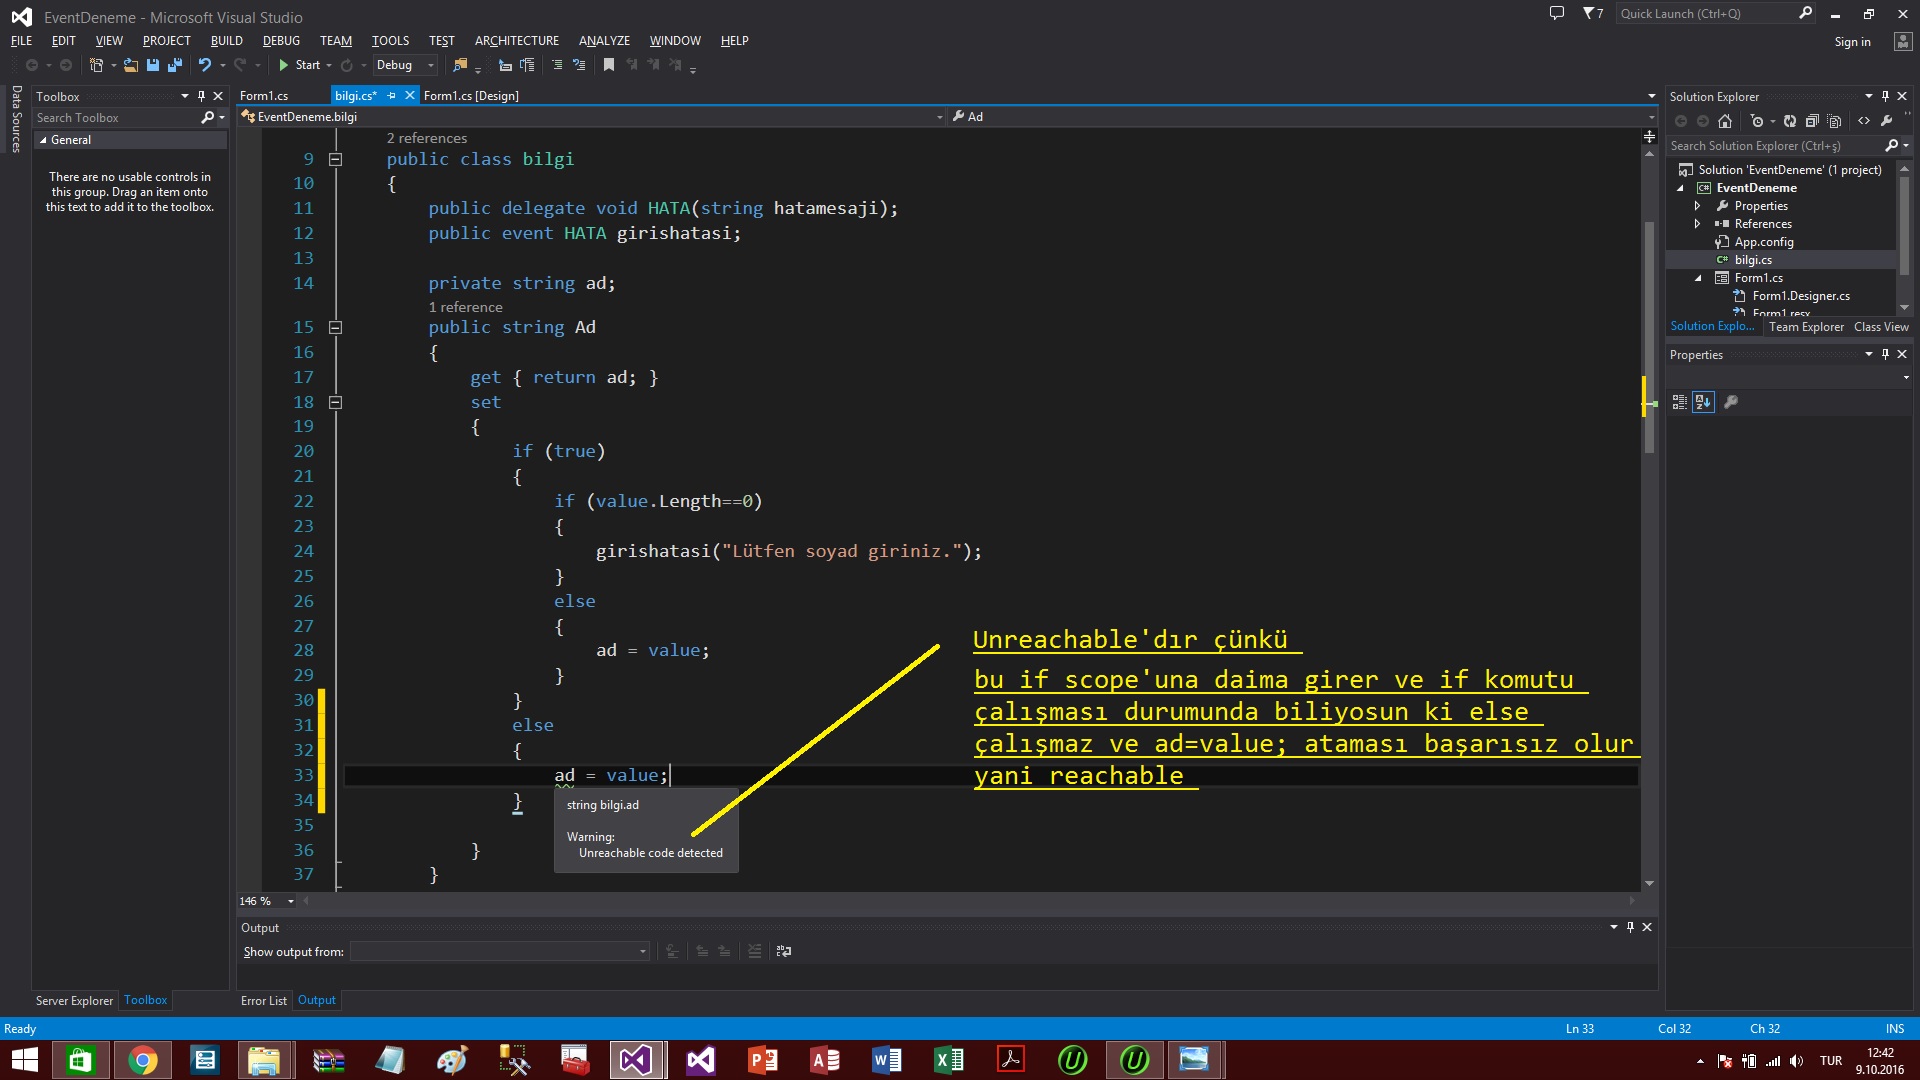 EventDeneme - Microsoft Visual Studio
7
Quick Launch (Ctrl+Q)
FILE EDIT VIEW PROJECT BUILD DEBUG TEAM TOOLS TEST ARCHITECTURE ANALYZE WINDOW HELP
Sign in
Start
Debug
Data Sources
Toolbox
Search Toolbox
General
There are no usable controls in
this group. Drag an item onto
this text to add it to the toolbox.
Server Explorer Toolbox
Form1.cs bilgi.cs* Form1.cs [Design]
EventDeneme.bilgi
Ad
2 references
9 public class bilgi
10 {
11 public delegate void HATA(string hatamesaji);
12 public event HATA girishatasi;
13
14 private string ad;
1 reference
15 public string Ad
16 {
17 get { return ad; }
18 set
19 {
20 if (true)
21 {
22 if (value.Length==0)
23 {
24 girishatasi("Lütfen soyad giriniz.");
25 }
26 else
27 {
28 ad = value;
29 }
30 }
31 else
32 {
33 ad = value;
34 }
35
36 }
37 }
string bilgi.ad
Warning:
Unreachable code detected
Unreachable'dır çünkü
bu if scope'una daima girer ve if komutu
çalışması durumunda biliyosun ki else
çalışmaz ve ad=value; ataması başarısız olur
yani reachable
146 %
Output
Show output from:
Error List Output
Solution Explorer
Search Solution Explorer (Ctrl+ş)
Solution 'EventDeneme' (1 project)
C# EventDeneme
Properties
References
App.config
C# bilgi.cs
Form1.cs
Form1.Designer.cs
Form1.resx
Solution Explo... Team Explorer Class View
Properties
Ready
Ln 33 Col 32 Ch 32 INS
TUR
12:42
9.10.2016